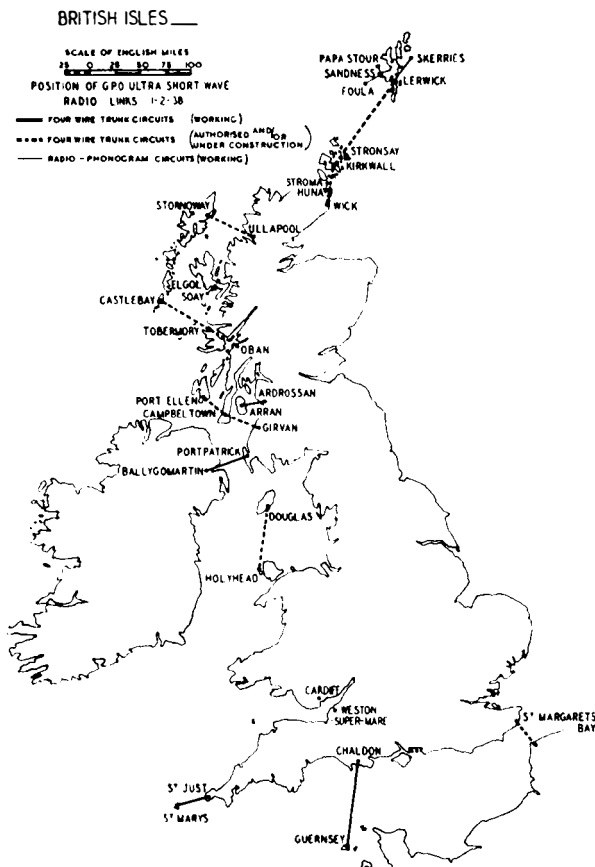 BRITISH ISLES
SCALE OF ENGLISH MILES
25 0 25 50 75 100
POSITION OF G.P.O ULTRA SHORT WAVE
RADIO LINKS 1-2-38
FOUR WIRE TRUNK CIRCUITS (WORKING)
FOUR WIRE TRUNK CIRCUITS (AUTHORISED AND/OR
UNDER CONSTRUCTION)
RADIO-PHONOGRAM CIRCUITS (WORKING)
PAPA STOUR
SKERRIES
SANDNESS
LERWICK
FOULA
STRONSAY
KIRKWALL
STROMA
HUNA
WICK
STORNOWAY
ULLAPOOL
ELGOL
SOAY
CASTLEBAY
TOBERMORY
OBAN
PORT ELLEN
ARDROSSAN
CAMPBELTOWN
ARRAN
GIRVAN
PORTPATRICK
BALLYGOMARTIN
DOUGLAS
HOLYHEAD
CARDIFF
WESTON
SUPER-MARE
ST MARGARETS
BAY
CHALDON
ST JUST
ST MARYS
GUERNSEY